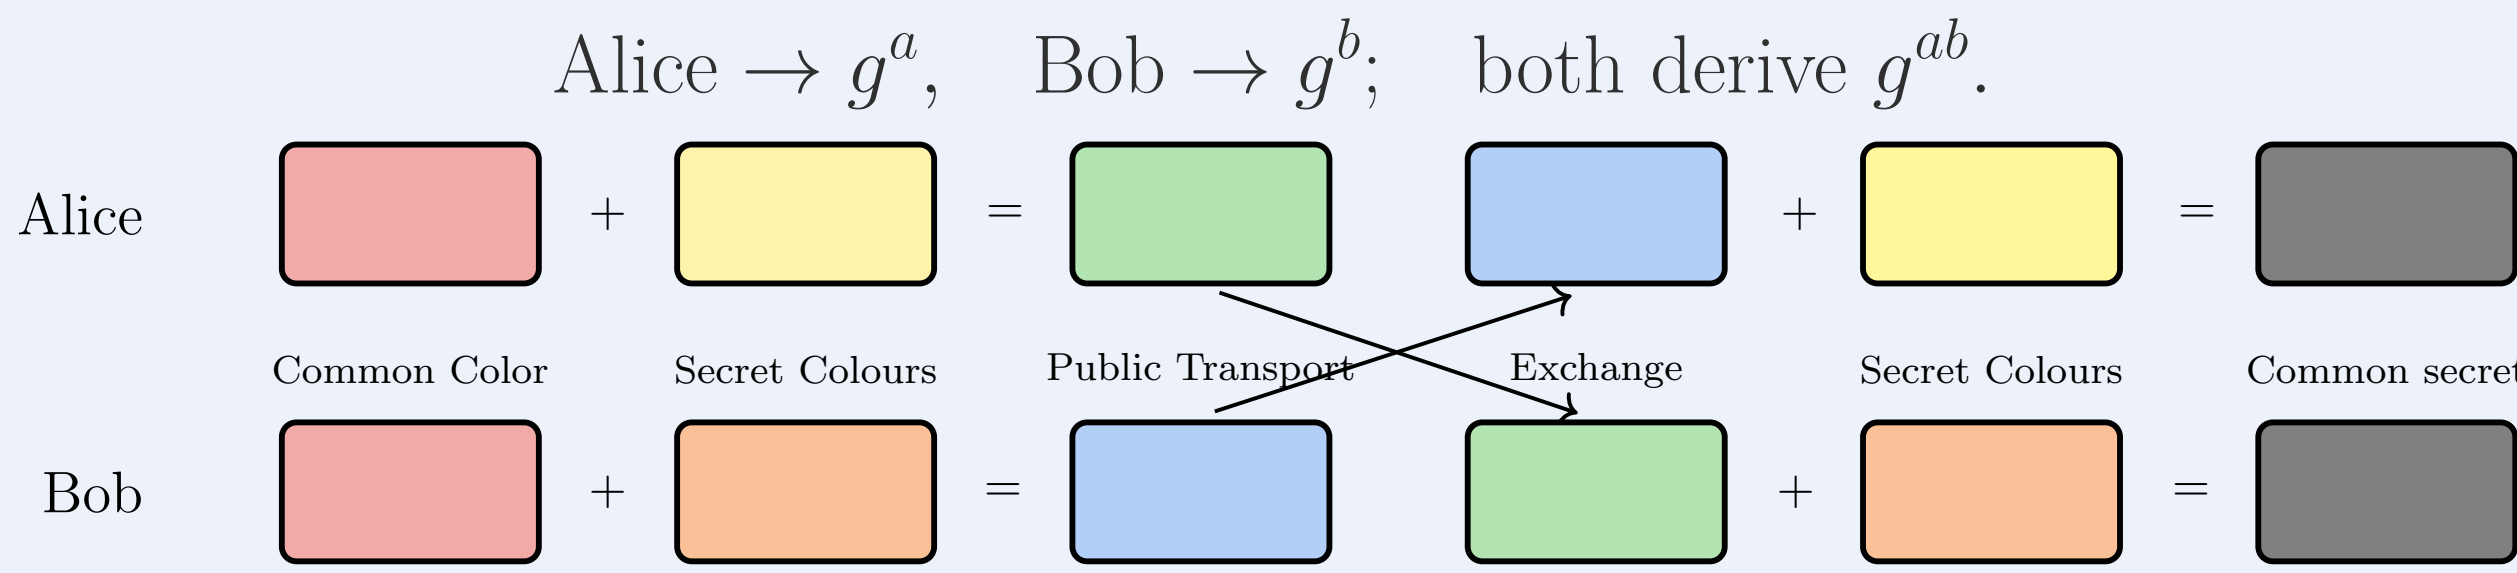 Alice → g^a, Bob → g^b; both derive g^{ab}.
Alice + = + =
Common Color Secret Colours Public Transport Exchange Secret Colours Common secret
Bob + = + =